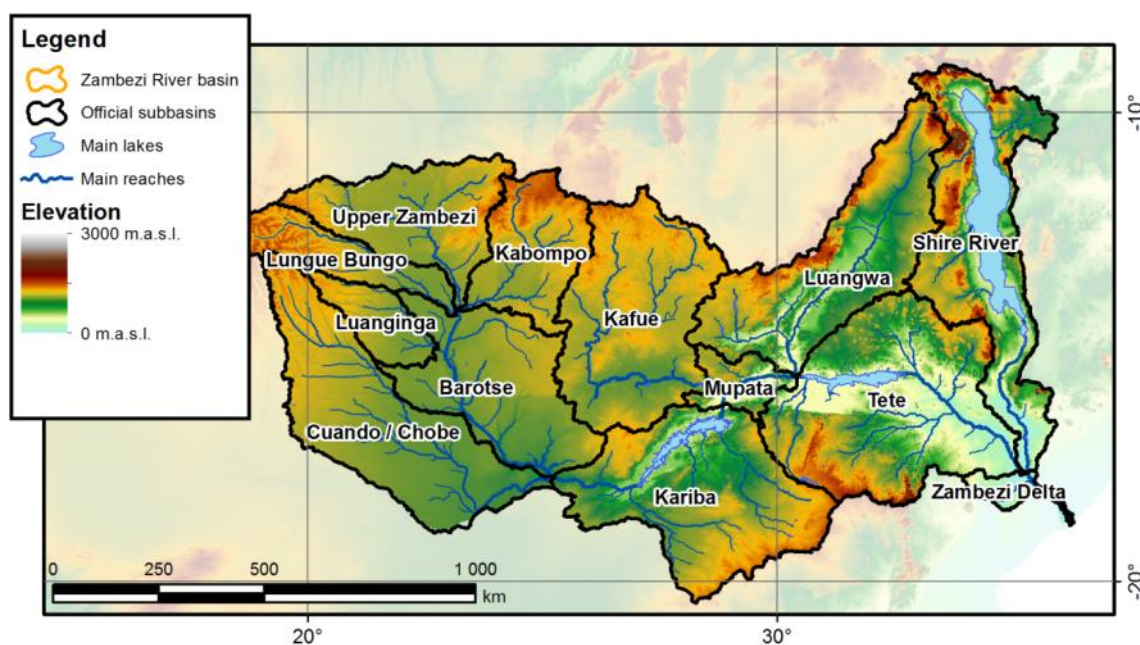 Legend
Zambezi River basin
Official subbasins
Main lakes
Main reaches
Elevation
3000 m.a.s.l.
0 m.a.s.l.
-10°
Upper Zambezi
Lungue Bungo
Kabompo
Shire River
Luangwa
Luanginga
Kafue
Barotse
Mupata
Tete
Cuando / Chobe
Kariba
Zambezi Delta
0 250 500 1 000
km
-20°
20° 30°